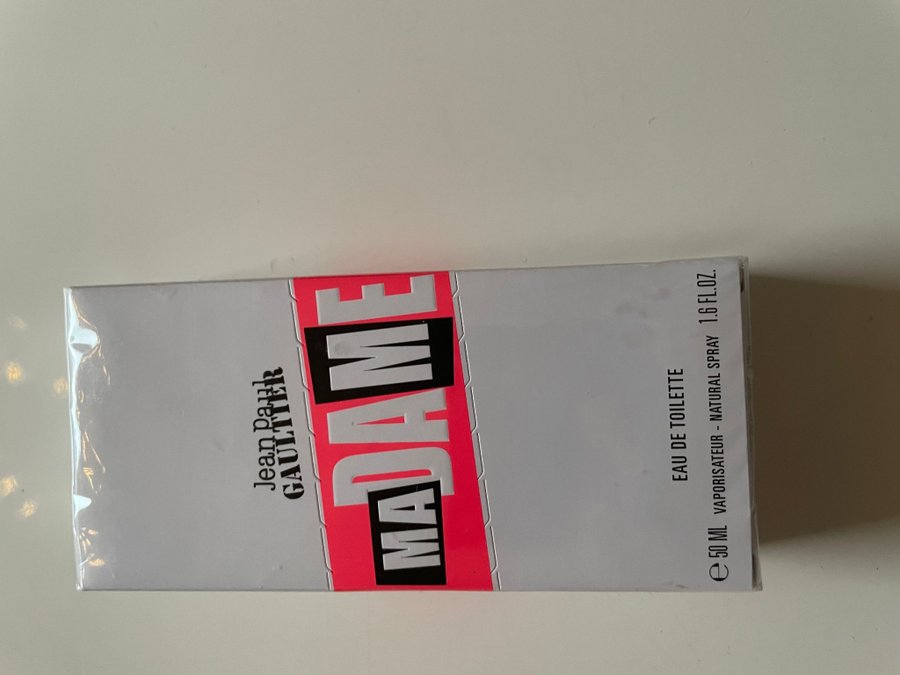 Jean Paul
GAULTIER
MADAME
EAU DE TOILETTE
℮ 50 ML VAPORISATEUR - NATURAL SPRAY 1.6 FL.OZ.